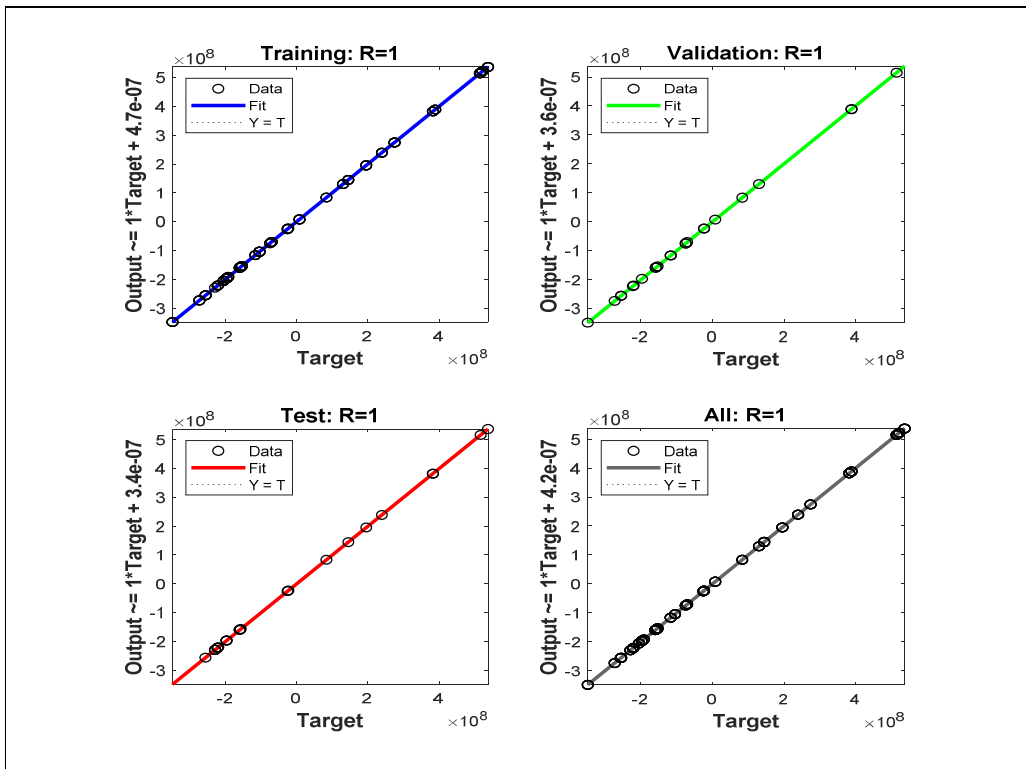 Training: R=1
×10^8
Output ~= 1*Target + 4.7e-07
5
4
3
2
1
0
-1
-2
-3
Data
Fit
Y = T
-2
0
2
4
×10^8
Target
Validation: R=1
×10^8
Output ~= 1*Target + 3.6e-07
5
4
3
2
1
0
-1
-2
-3
Data
Fit
Y = T
-2
0
2
4
×10^8
Target
Test: R=1
×10^8
Output ~= 1*Target + 3.4e-07
5
4
3
2
1
0
-1
-2
-3
Data
Fit
Y = T
-2
0
2
4
×10^8
Target
All: R=1
×10^8
Output ~= 1*Target + 4.2e-07
5
4
3
2
1
0
-1
-2
-3
Data
Fit
Y = T
-2
0
2
4
×10^8
Target